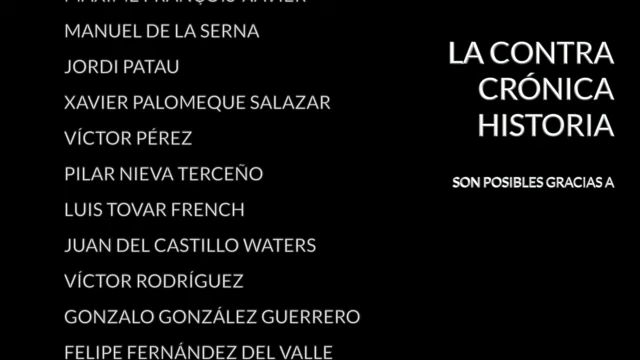 MANUEL DE LA SERNA
JORDI PATAU
XAVIER PALOMEQUE SALAZAR
VÍCTOR PÉREZ
PILAR NIEVA TERCEÑO
LUIS TOVAR FRENCH
JUAN DEL CASTILLO WATERS
VÍCTOR RODRÍGUEZ
GONZALO GONZÁLEZ GUERRERO
FELIPE FERNÁNDEZ DEL VALLE
LA CONTRA
CRÓNICA
HISTORIA
SON POSIBLES GRACIAS A